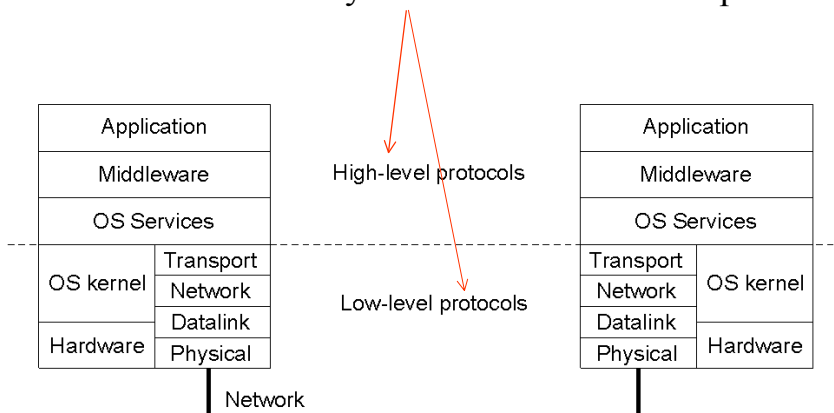 Application
Application
Middleware
High-level protocols
Middleware
OS Services
OS Services
Transport
Transport
OS kernel
Network
Network
OS kernel
Low-level protocols
Datalink
Datalink
Hardware
Physical
Physical
Hardware
Network